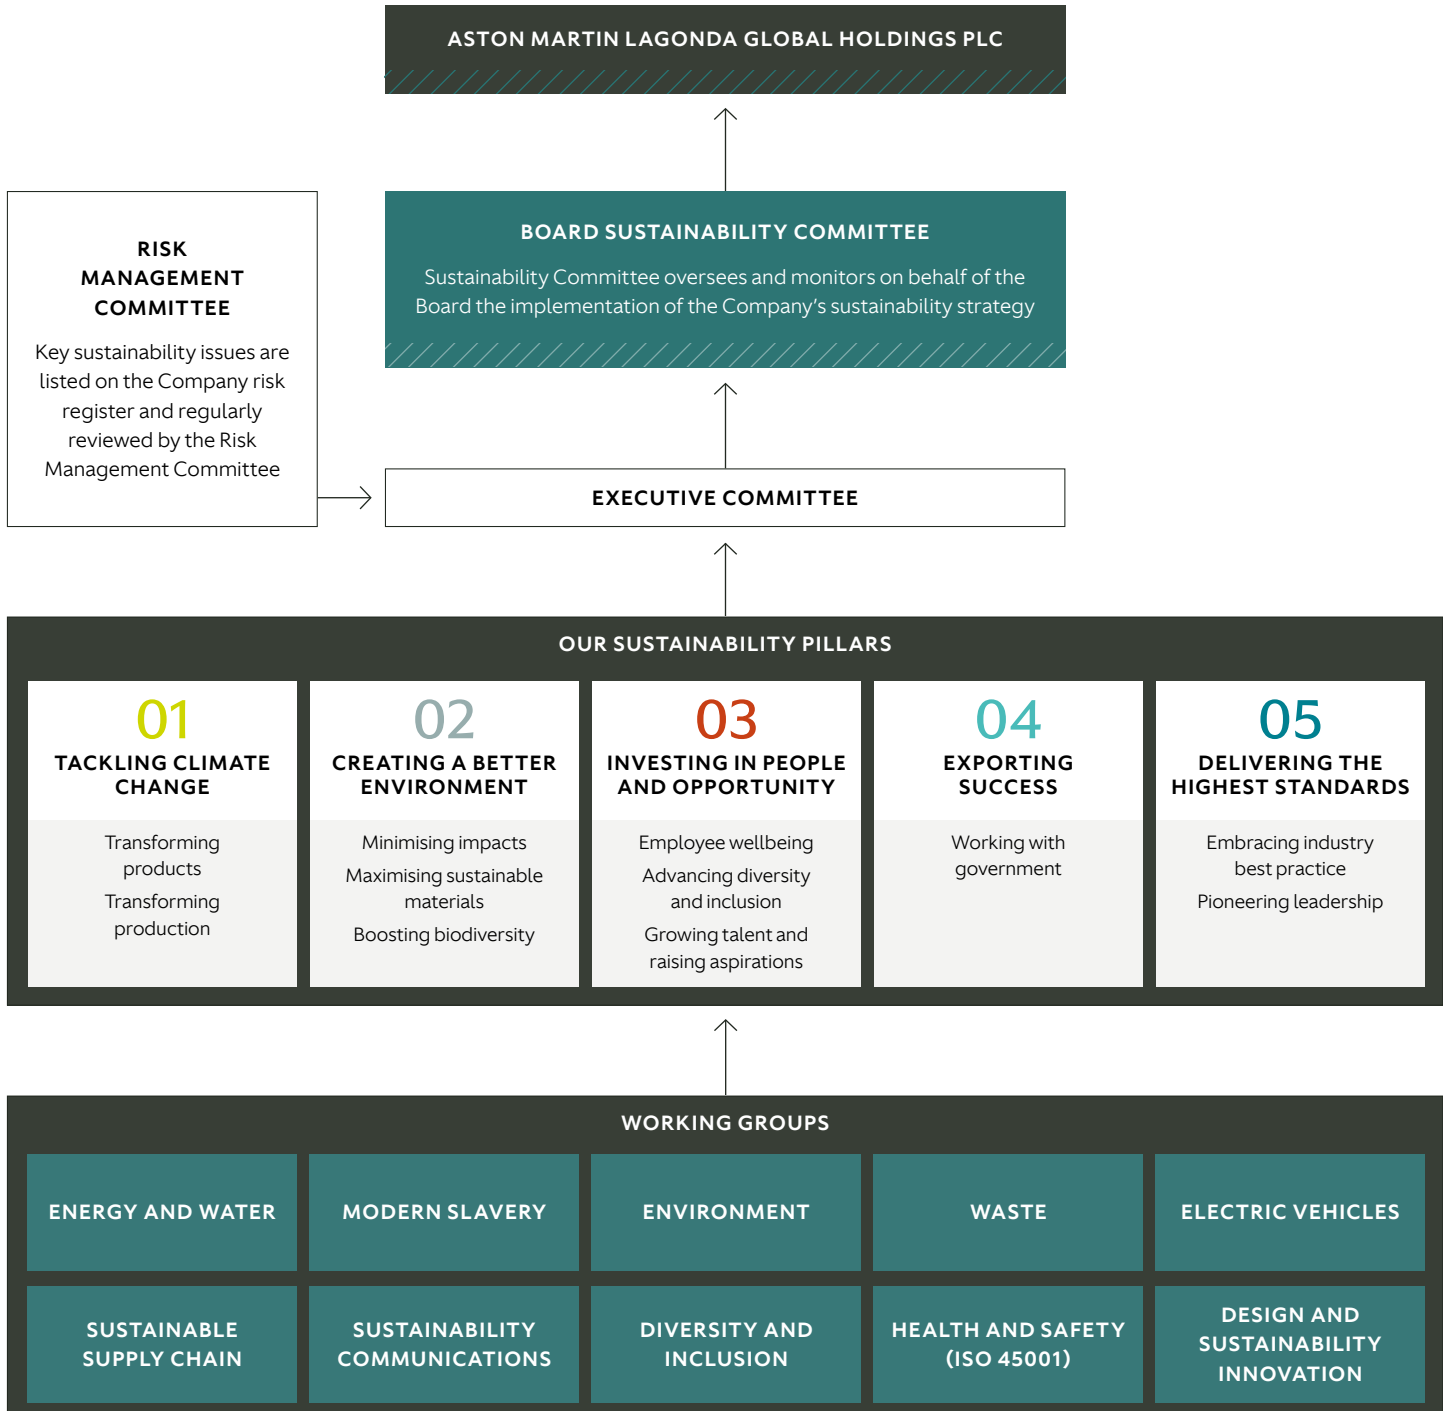 ASTON MARTIN LAGONDA GLOBAL HOLDINGS PLC
BOARD SUSTAINABILITY COMMITTEE
Sustainability Committee oversees and monitors on behalf of the
Board the implementation of the Company's sustainability strategy
RISK
MANAGEMENT
COMMITTEE
Key sustainability issues are
listed on the Company risk
register and regularly
reviewed by the Risk
Management Committee
EXECUTIVE COMMITTEE
OUR SUSTAINABILITY PILLARS
01
TACKLING CLIMATE
CHANGE
Transforming
products
Transforming
production
02
CREATING A BETTER
ENVIRONMENT
Minimising impacts
Maximising sustainable
materials
Boosting biodiversity
03
INVESTING IN PEOPLE
AND OPPORTUNITY
Employee wellbeing
Advancing diversity
and inclusion
Growing talent and
raising aspirations
04
EXPORTING
SUCCESS
Working with
government
05
DELIVERING THE
HIGHEST STANDARDS
Embracing industry
best practice
Pioneering leadership
WORKING GROUPS
ENERGY AND WATER
MODERN SLAVERY
ENVIRONMENT
WASTE
ELECTRIC VEHICLES
SUSTAINABLE
SUPPLY CHAIN
SUSTAINABILITY
COMMUNICATIONS
DIVERSITY AND
INCLUSION
HEALTH AND SAFETY
(ISO 45001)
DESIGN AND
SUSTAINABILITY
INNOVATION